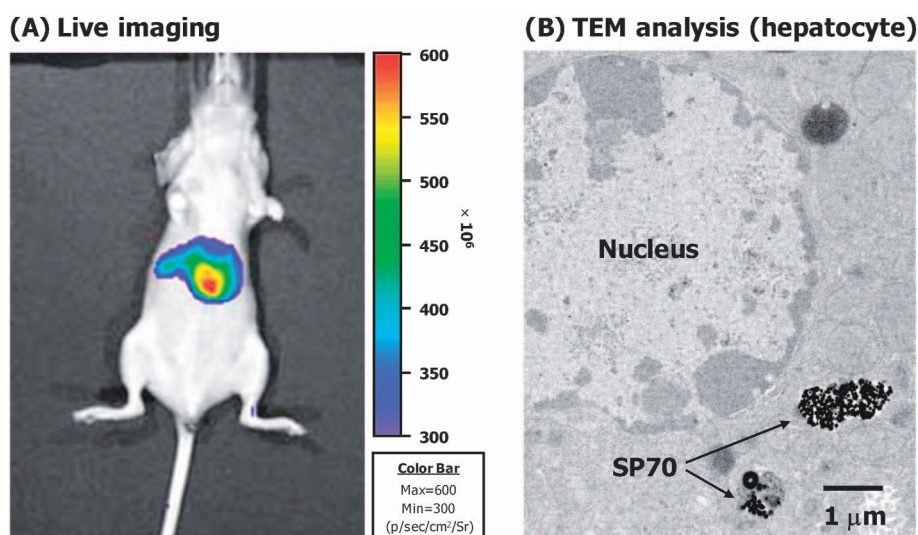 (A) Live imaging
600
550
500
450
400
350
300
× 10⁶
Color Bar
Max=600
Min=300
(p/sec/cm²/Sr)
(B) TEM analysis (hepatocyte)
Nucleus
SP70
1 μm